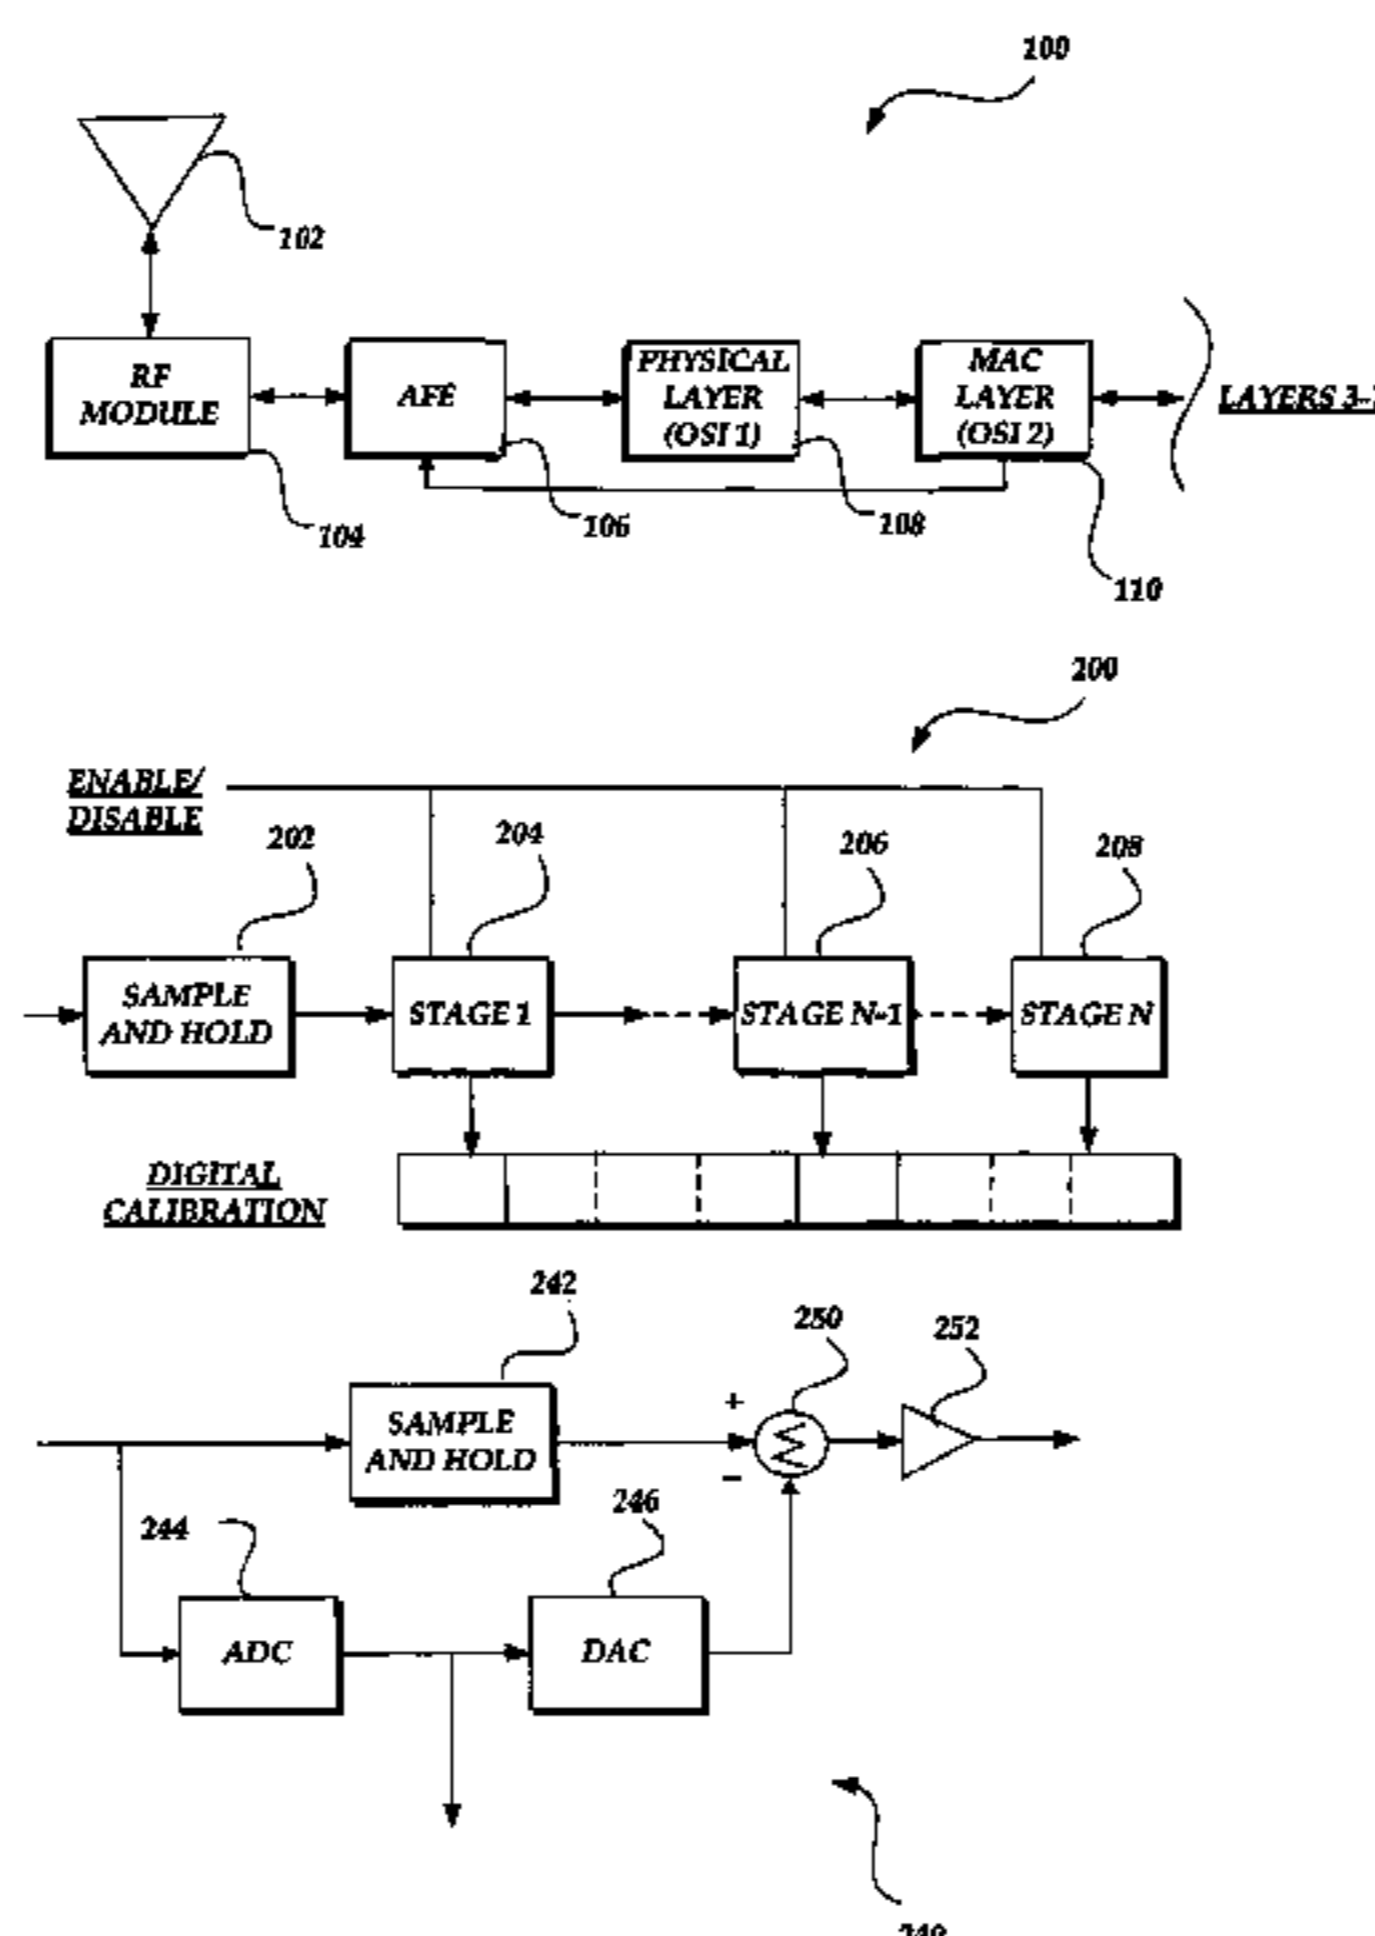 100
102
RF
MODULE
AFE
PHYSICAL
LAYER
(OSI 1)
MAC
LAYER
(OSI 2)
LAYERS 3-
104
106
108
110
200
ENABLE/
DISABLE
202
204
206
208
SAMPLE
AND HOLD
STAGE 1
STAGE N-1
STAGE N
DIGITAL
CALIBRATION
242
250
252
+
SAMPLE
AND HOLD
Σ
−
244
246
ADC
DAC